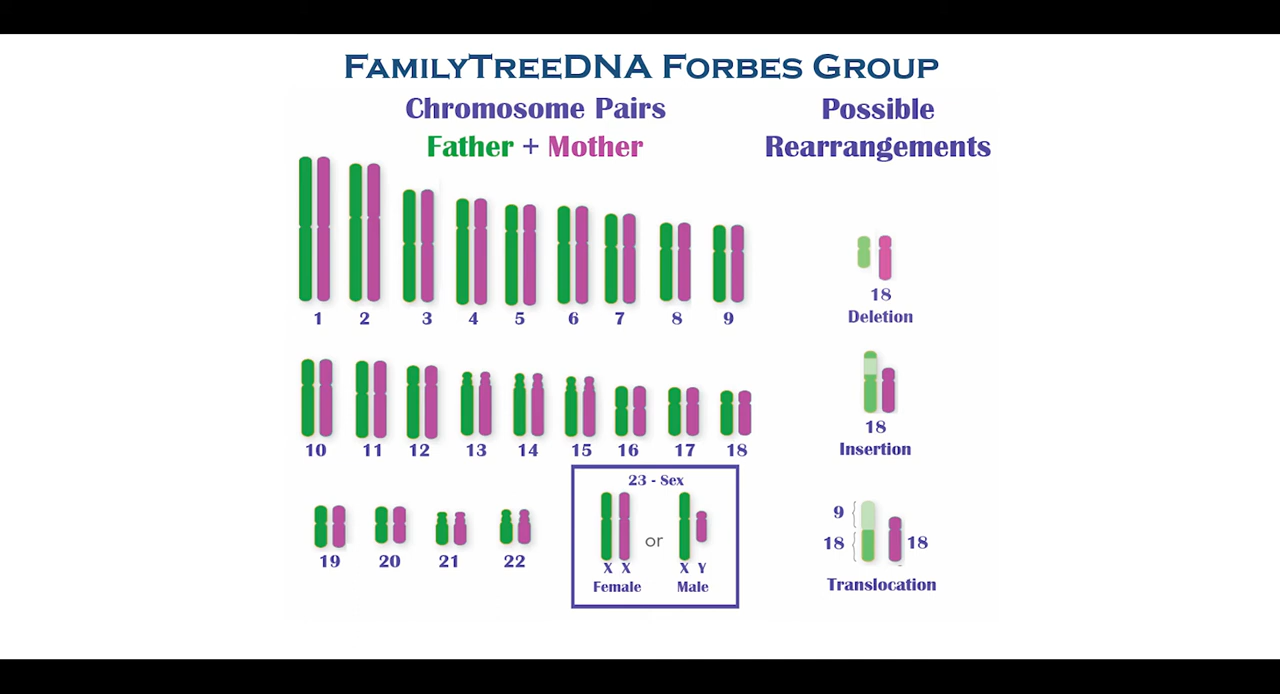 FamilyTreeDNA Forbes Group
Chromosome Pairs
Father + Mother
Possible
Rearrangements
1 2 3 4 5 6 7 8 9
18
Deletion
10 11 12 13 14 15 16 17 18
18
Insertion
19 20 21 22
23 - Sex
or
X X X Y
Female Male
9
18 18
Translocation